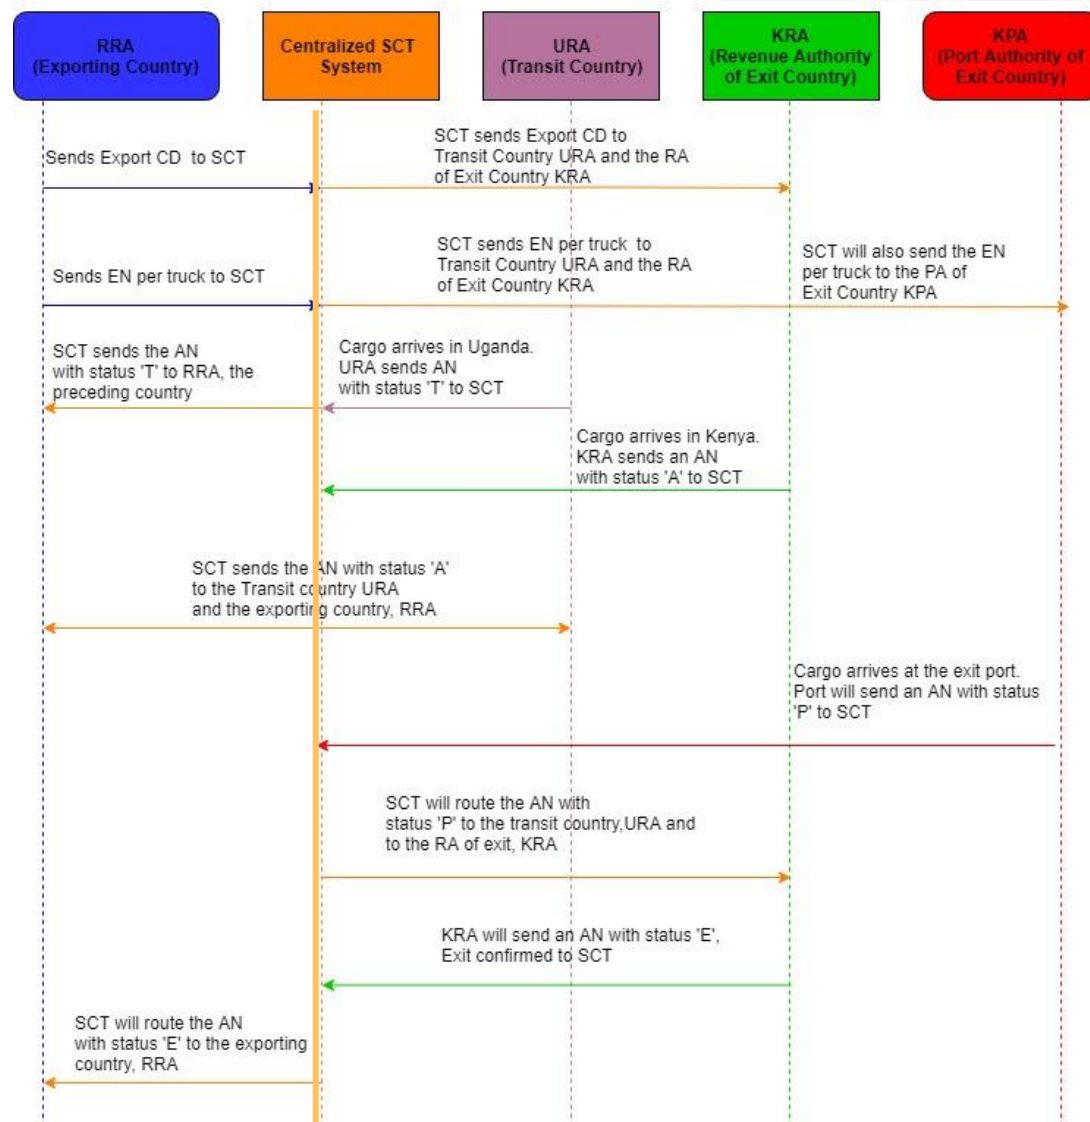 RRA
(Exporting Country)
Centralized SCT
System
URA
(Transit Country)
KRA
(Revenue Authority
of Exit Country)
KPA
(Port Authority of
Exit Country)
Sends Export CD to SCT
SCT sends Export CD to
Transit Country URA and the RA
of Exit Country KRA
Sends EN per truck to SCT
SCT sends EN per truck to
Transit Country URA and the RA
of Exit Country KRA
SCT will also send the EN
per truck to the PA of
Exit Country KPA
SCT sends the AN
with status 'T' to RRA, the
preceding country
Cargo arrives in Uganda.
URA sends AN
with status 'T' to SCT
Cargo arrives in Kenya.
KRA sends an AN
with status 'A' to SCT
SCT sends the AN with status 'A'
to the Transit country URA
and the exporting country, RRA
Cargo arrives at the exit port.
Port will send an AN with status
'P' to SCT
SCT will route the AN with
status 'P' to the transit country,URA and
to the RA of exit, KRA
KRA will send an AN with status 'E',
Exit confirmed to SCT
SCT will route the AN
with status 'E' to the exporting
country, RRA